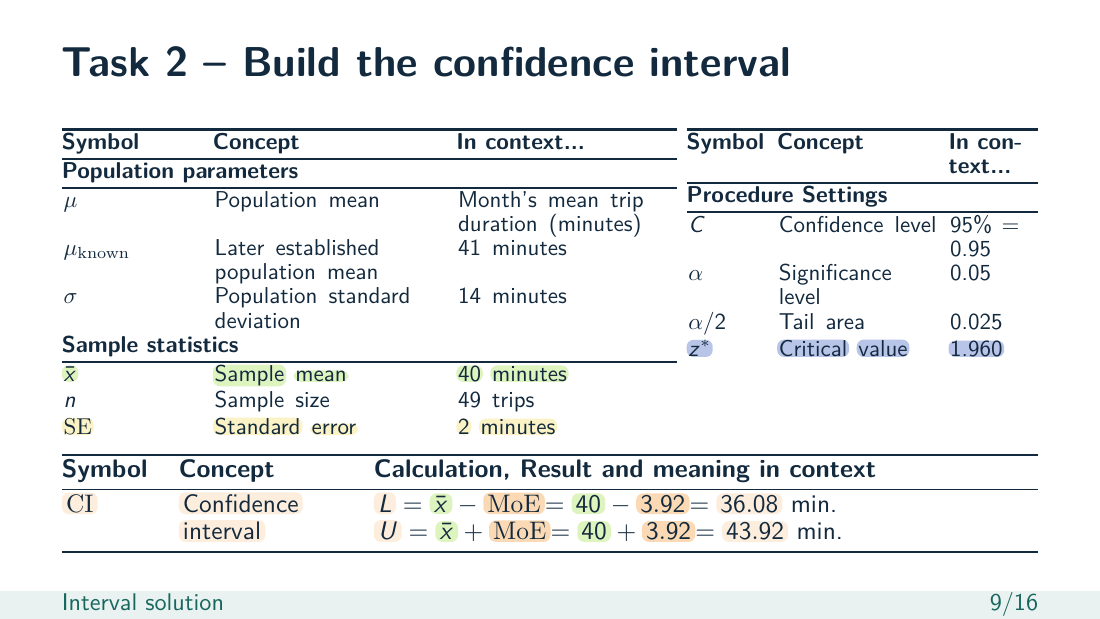 Task 2 – Build the confidence interval
Symbol Concept In context...
Population parameters
μ Population mean Month's mean trip
duration (minutes)
μknown Later established 41 minutes
population mean
σ Population standard 14 minutes
deviation
Sample statistics
x̄ Sample mean 40 minutes
n Sample size 49 trips
SE Standard error 2 minutes
Symbol Concept In con-
text...
Procedure Settings
C Confidence level 95% =
0.95
α Significance 0.05
level
α/2 Tail area 0.025
z* Critical value 1.960
Symbol Concept Calculation, Result and meaning in context
CI Confidence L = x̄ − MoE= 40 − 3.92= 36.08 min.
interval U = x̄ + MoE= 40 + 3.92= 43.92 min.
Interval solution 9/16